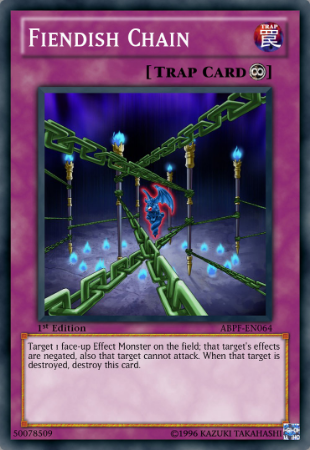 Fiendish Chain
TRAP
罠
[Trap Card]
1st Edition
ABPF-EN064
Target 1 face-up Effect Monster on the field; that target's effects
are negated, also that target cannot attack. When that target is
destroyed, destroy this card.
50078509
©1996 KAZUKI TAKAHASHI